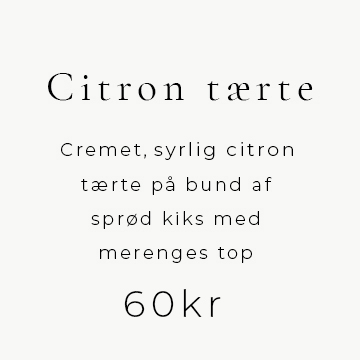 Citron tærte
Cremet, syrlig citron
tærte på bund af
sprød kiks med
merenges top
60kr